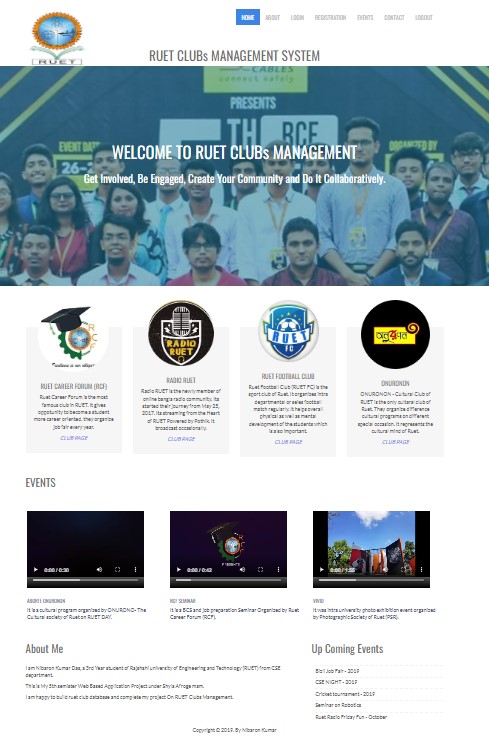 HOME ABOUT LOGIN REGISTRATION EVENTS CONTACT LOGOUT
RUET
RUET CLUBs MANAGEMENT SYSTEM
CABLES
connect safely
PRESENTS
TH RCF
EVENT DATE
ORGANIZED BY
26-2
WELCOME TO RUET CLUBs MANAGEMENT
Get Involved, Be Engaged, Create Your Community and Do It Collaboratively.
RADIO
RUET
RUET
FC
অনুরণন
RUET CAREER FORUM (RCF)
Ruet Career Forum is the most
famous club in RUET. It gives
oppotunity to become a student
more career oriented. they organize
job fair every year.
CLUB PAGE
RADIO RUET
Radio RUET is the newly member of
online bangla radio community. Its
started their journey from May 25,
2017. Its streaming from the Heart
of RUET Powered by Pathik. It
broadcast occasionally.
CLUB PAGE
RUET FOOTBALL CLUB
Ruet Football Club (RUET FC) is the
sport club of Ruet. It organizes intra
departmental or seles football
match regularly. It helps overall
physical as well as mental
development of the students which
is also important.
CLUB PAGE
ONURONON
ONURONON - Cultural Club of
RUET is the only cultural club of
Ruet. They organize difference
cultural programs on different
special occasion. It represents the
cultural mind of Ruet.
CLUB PAGE
EVENTS
0:00 / 0:30
0:00 / 0:43
PRESENTS
ABORTE ONURONON
It is a cultural program organized by ONURONO- The
Cultural society of Ruet on RUET DAY.
RCF SEMINAR
It is a BCS and job preparation Seminar Organized by Ruet
Career Forum (RCF).
It was intra university photo exhibition event organized
by Photographic Society of Ruet (PSR).
About Me
I am Nibaron Kumar Das, a 3rd Year student of Rajshahi university of Engineering and Technology (RUET) from CSE
department.
This is My 5th semister Web Based Application Project under Shyla Afroge mam.
I am happy to build ruet club database and complete my project On RUET Clubs Management.
Up Coming Events
Bioil Job Fair - 2019
CSE NIGHT - 2019
Cricket tournament - 2019
Seminar on Robotics
Ruet Radio Friday Fun - October
Copyright © 2019. By Nibaron Kumar